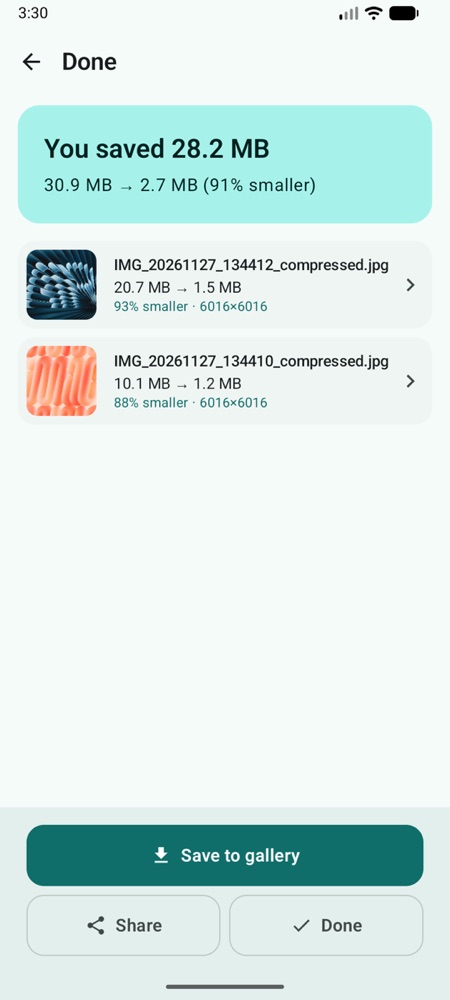 3:30
Done
You saved 28.2 MB
30.9 MB → 2.7 MB (91% smaller)
IMG_20261127_134412_compressed.jpg
20.7 MB → 1.5 MB
93% smaller · 6016×6016
IMG_20261127_134410_compressed.jpg
10.1 MB → 1.2 MB
88% smaller · 6016×6016
Save to gallery
Share
Done